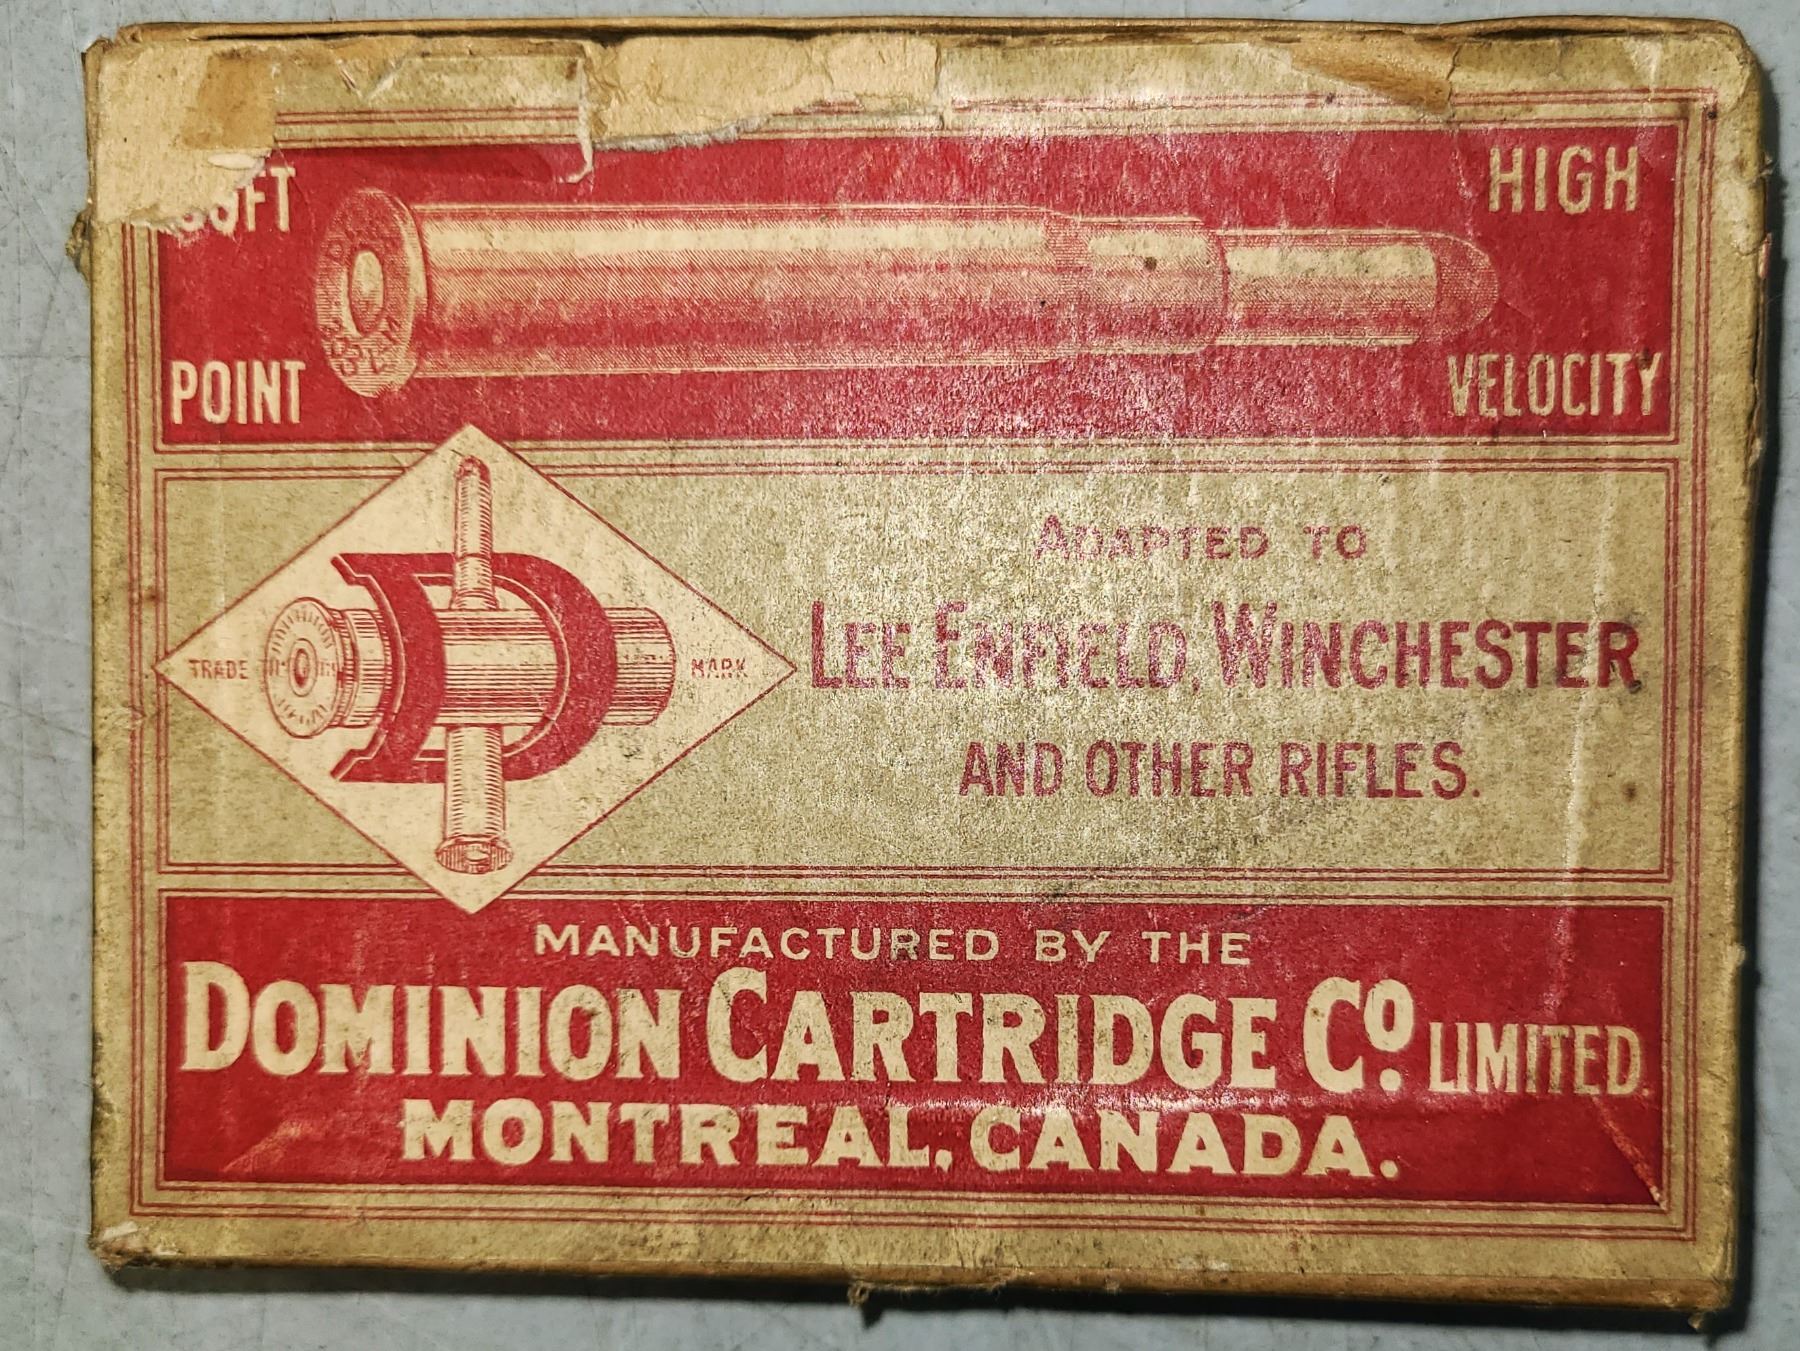 SOFT
HIGH
POINT
VELOCITY
ADAPTED TO
LEE ENFIELD, WINCHESTER
AND OTHER RIFLES.
TRADE
MARK
MANUFACTURED BY THE
DOMINION CARTRIDGE CO. LIMITED.
MONTREAL, CANADA.